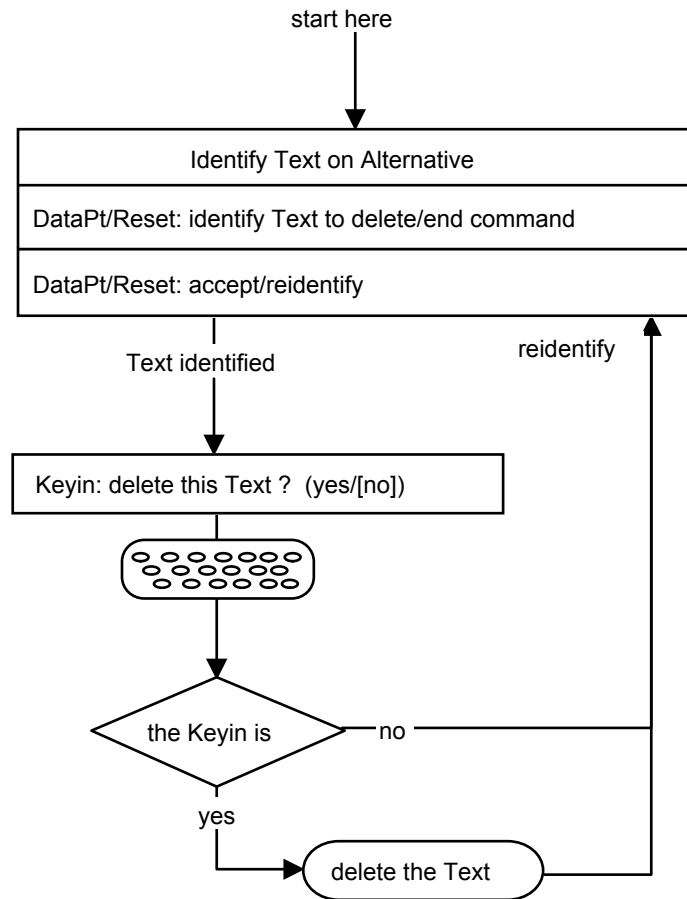 start here
Identify Text on Alternative
DataPt/Reset: identify Text to delete/end command
DataPt/Reset: accept/reidentify
Text identified
reidentify
Keyin: delete this Text ? (yes/[no])
the Keyin is
no
yes
delete the Text